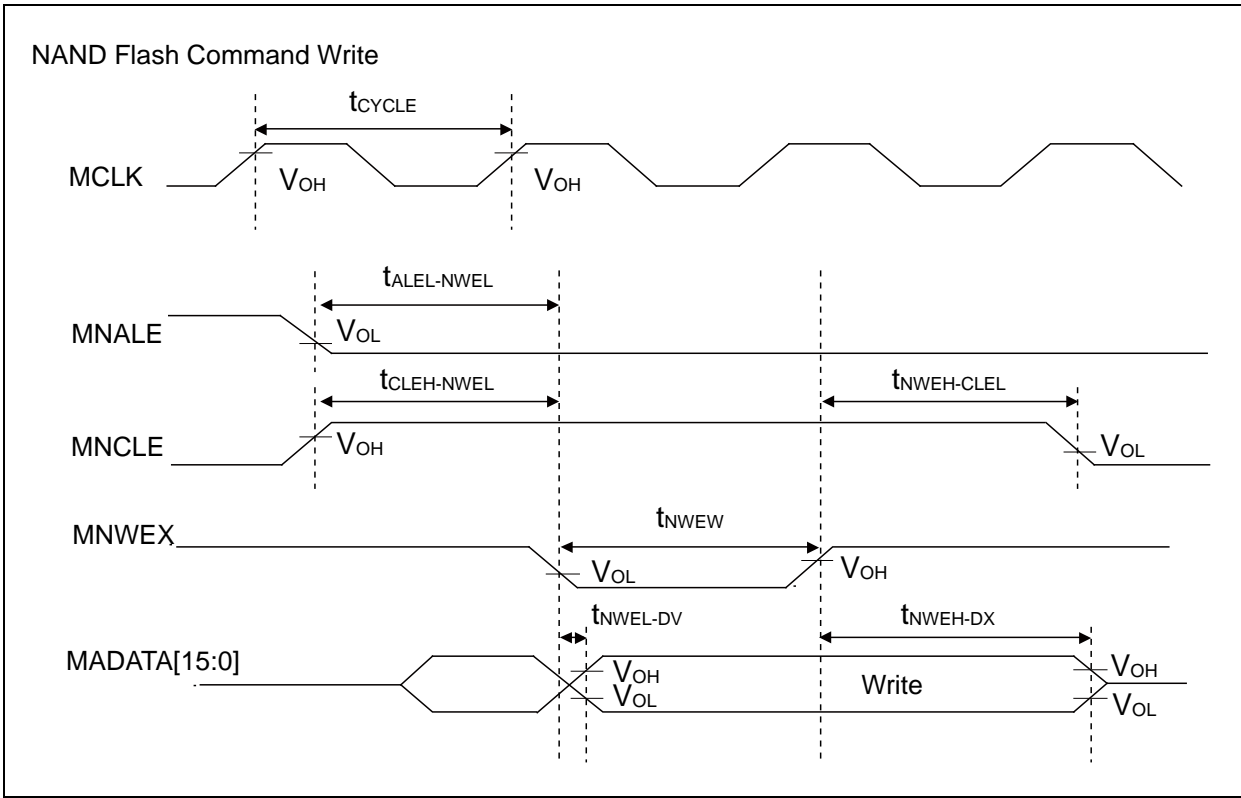 NAND Flash Command Write
tCYCLE
MCLK
VOH
VOH
tALEL-NWEL
MNALE
VOL
tCLEH-NWEL
tNWEH-CLEL
MNCLE
VOH
VOL
MNWEX
tNWEW
VOL
VOH
tNWEL-DV
tNWEH-DX
MADATA[15:0]
VOH
VOL
Write
VOH
VOL